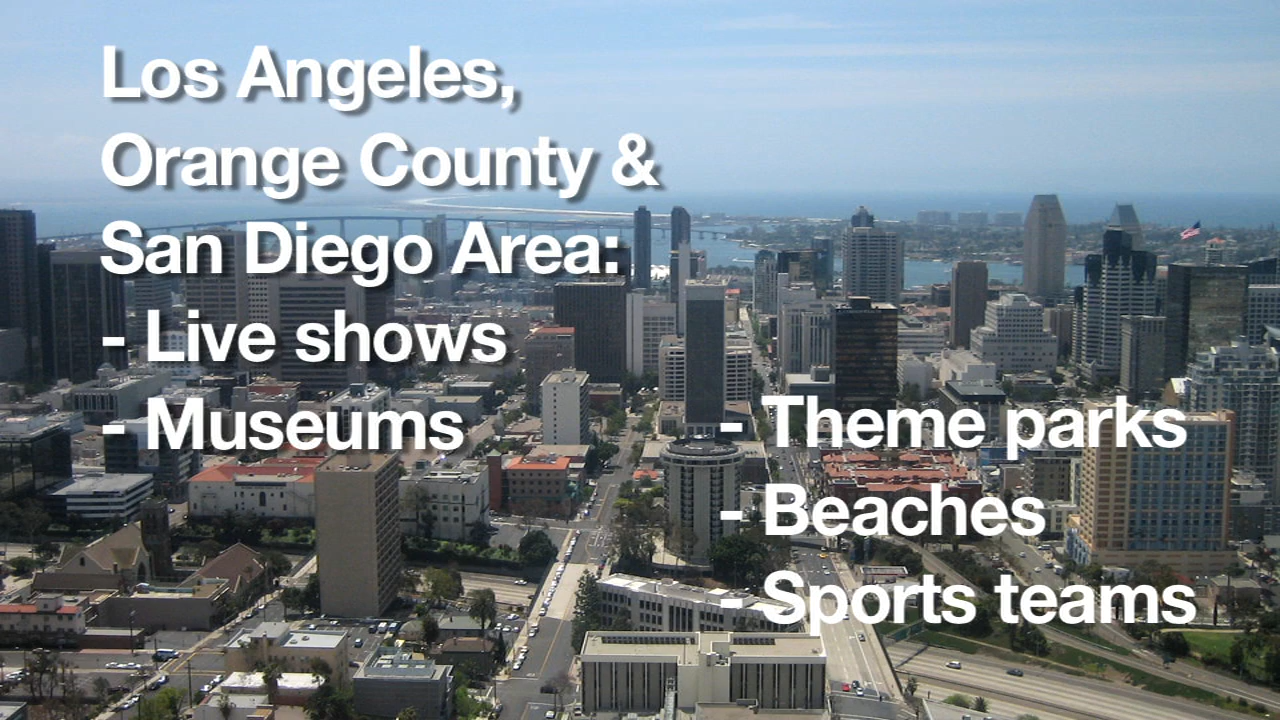 Los Angeles,
Orange County &
San Diego Area:
- Live shows
- Museums
- Theme parks
- Beaches
- Sports teams